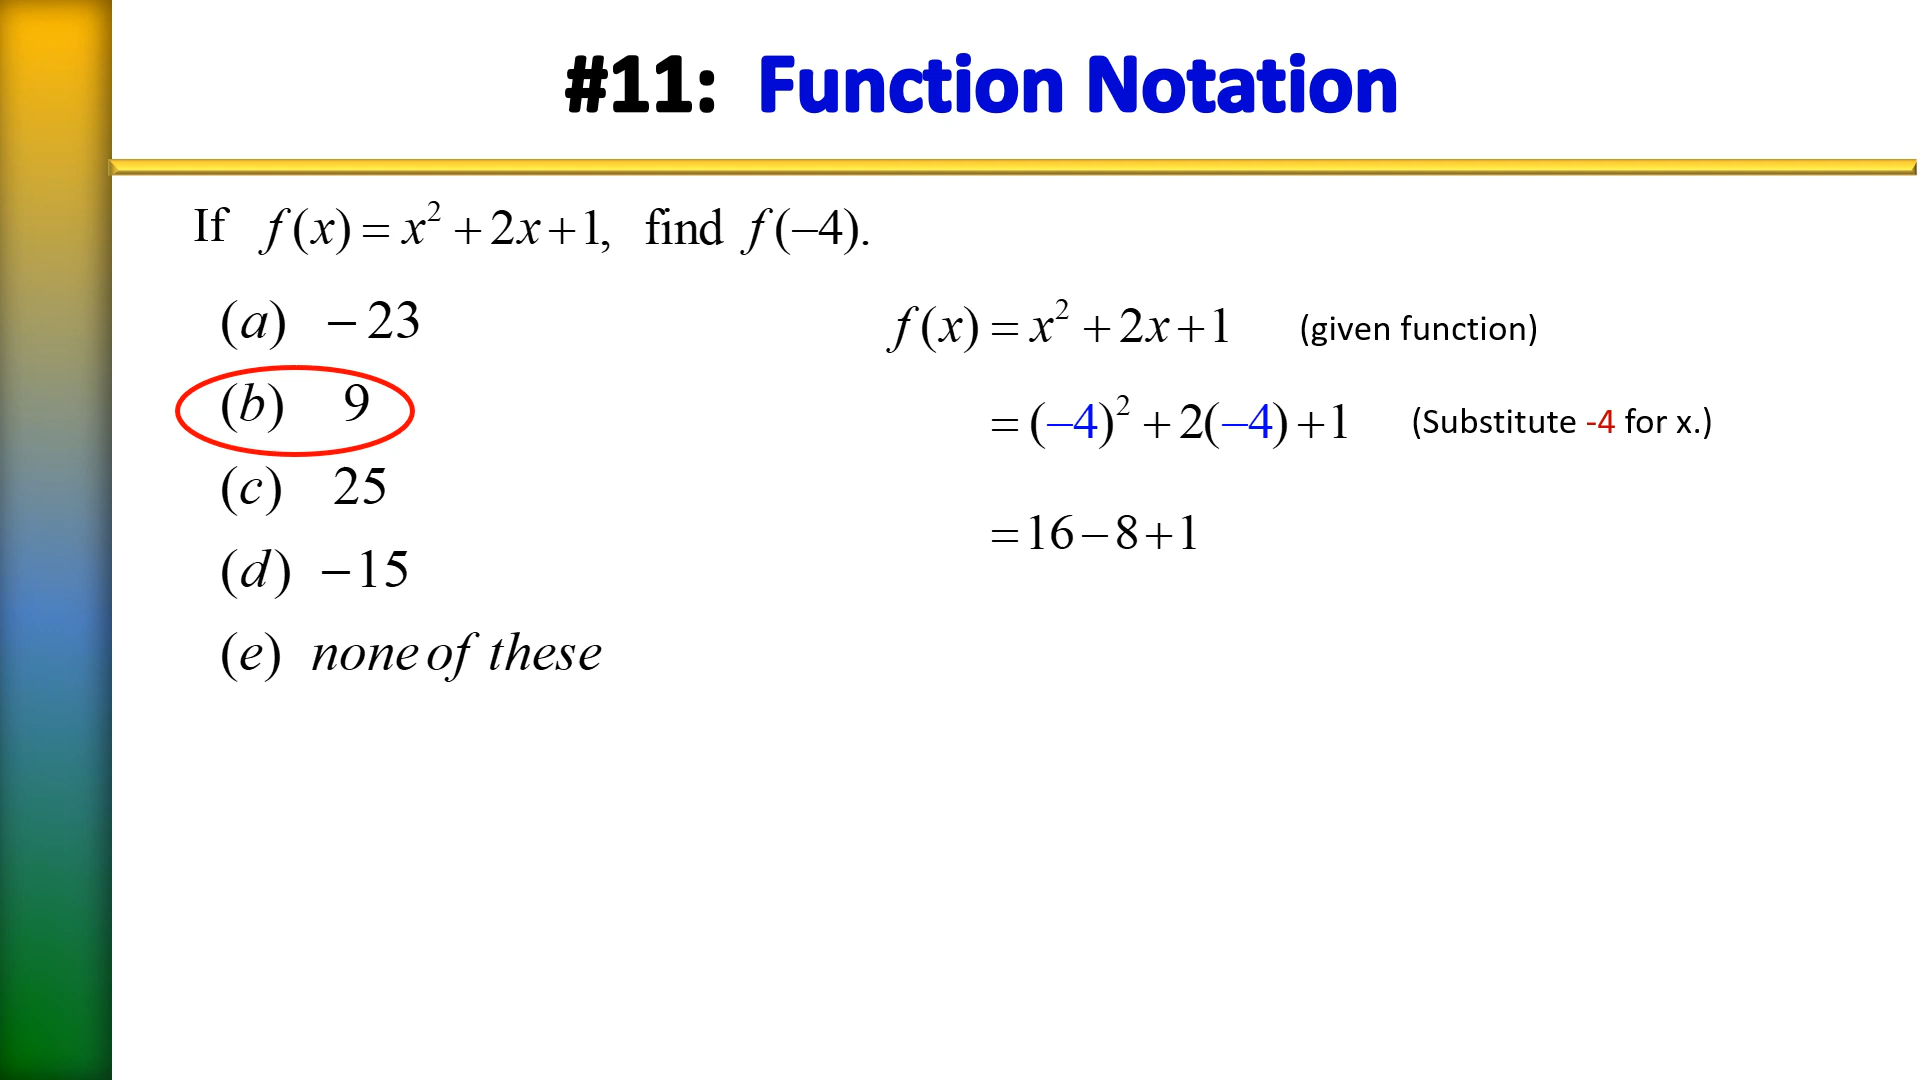 #11: Function Notation
If f(x) = x² + 2x + 1, find f(−4).
(a) − 23
(b) 9
(c) 25
(d) −15
(e) none of these
f(x) = x² + 2x + 1 (given function)
= (−4)² + 2(−4) + 1 (Substitute -4 for x.)
= 16 − 8 + 1